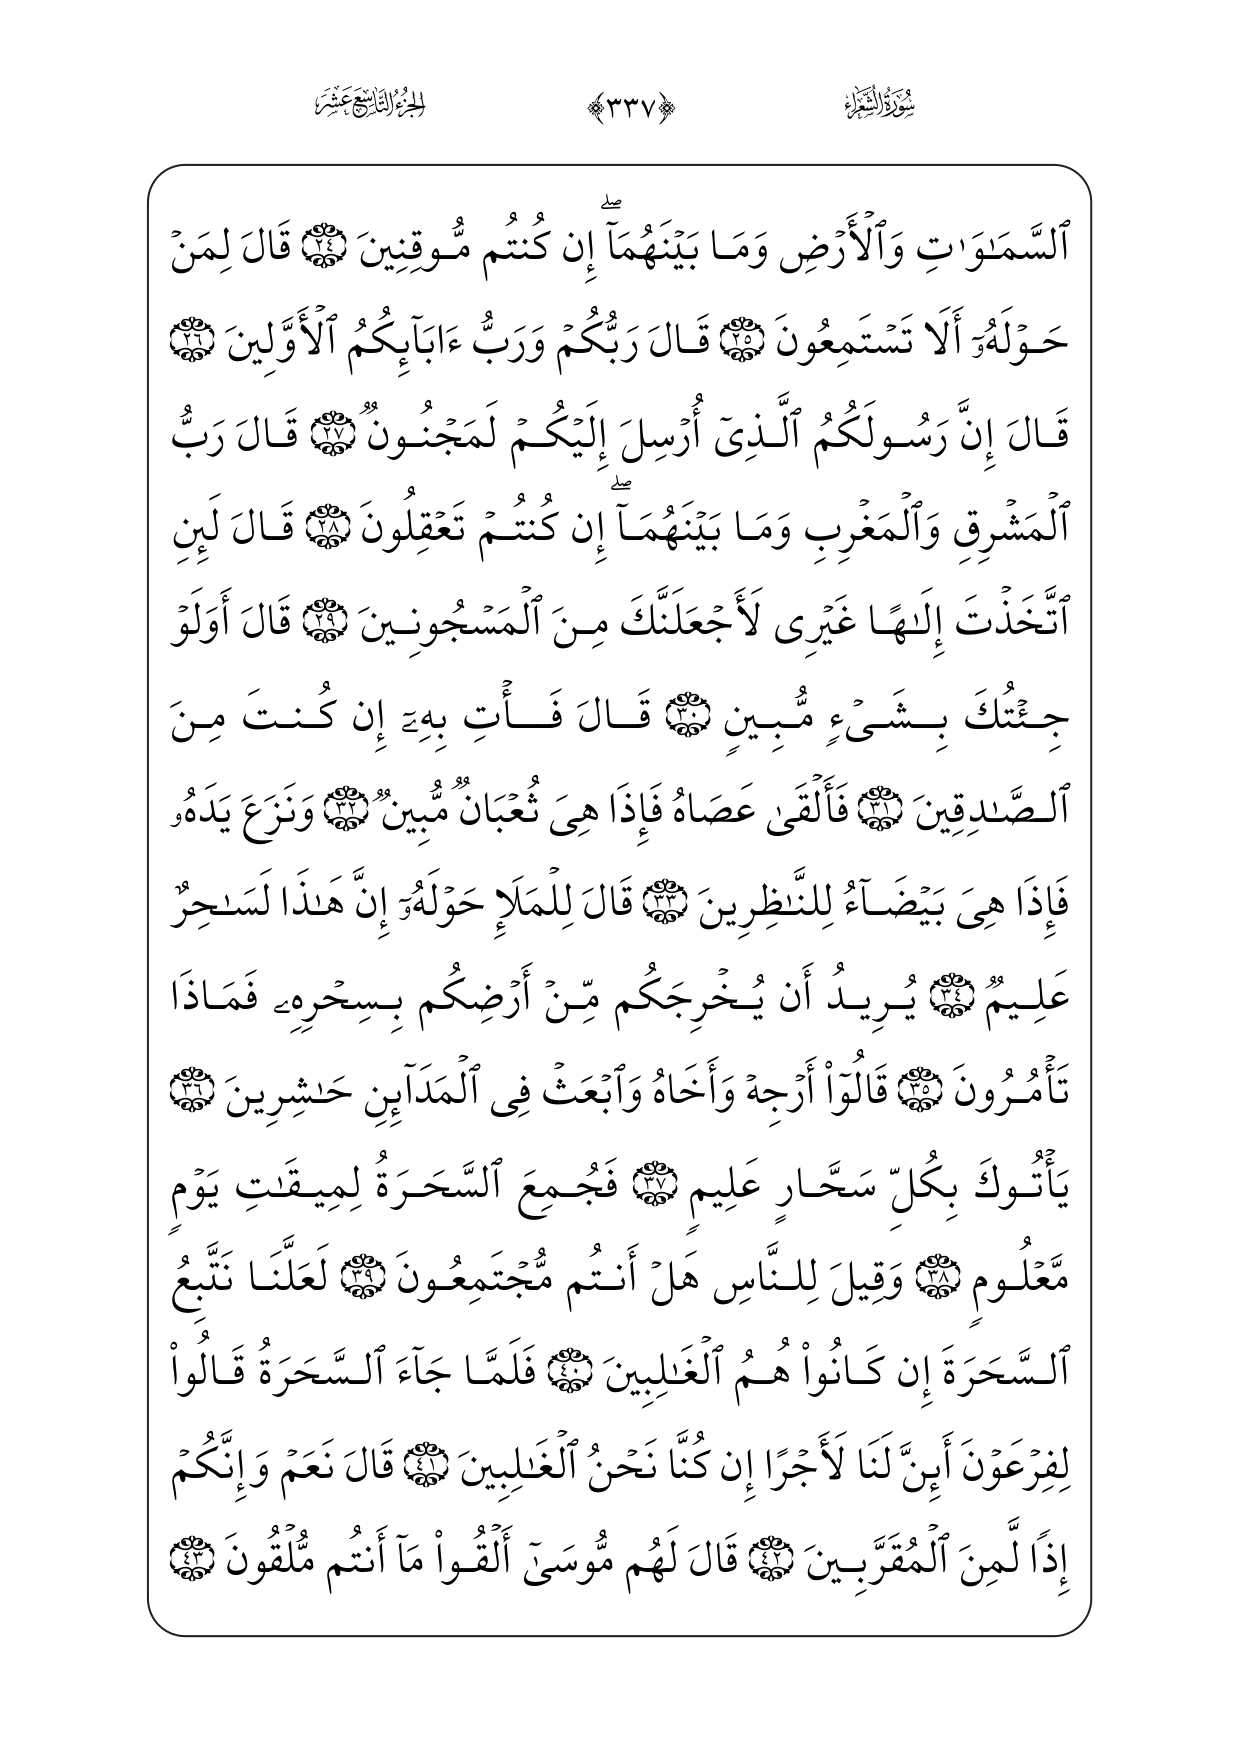 سُورَةُ الشُّعَرَاء ﴿٣٣٧﴾ الجُزْءُ التَّاسِعَ عَشَرَ
ٱلسَّمَٰوَٰتِ وَٱلۡأَرۡضِ وَمَا بَيۡنَهُمَآۖ إِن كُنتُم مُّوقِنِينَ ٢٤ قَالَ لِمَنۡ
حَوۡلَهُۥٓ أَلَا تَسۡتَمِعُونَ ٢٥ قَالَ رَبُّكُمۡ وَرَبُّ ءَابَآئِكُمُ ٱلۡأَوَّلِينَ ٢٦
قَالَ إِنَّ رَسُولَكُمُ ٱلَّذِىٓ أُرۡسِلَ إِلَيۡكُمۡ لَمَجۡنُونٞ ٢٧ قَالَ رَبُّ
ٱلۡمَشۡرِقِ وَٱلۡمَغۡرِبِ وَمَا بَيۡنَهُمَآۖ إِن كُنتُمۡ تَعۡقِلُونَ ٢٨ قَالَ لَئِنِ
ٱتَّخَذۡتَ إِلَٰهًا غَيۡرِى لَأَجۡعَلَنَّكَ مِنَ ٱلۡمَسۡجُونِينَ ٢٩ قَالَ أَوَلَوۡ
جِئۡتُكَ بِشَىۡءٖ مُّبِينٖ ٣٠ قَالَ فَأۡتِ بِهِۦٓ إِن كُنتَ مِنَ
ٱلصَّٰدِقِينَ ٣١ فَأَلۡقَىٰ عَصَاهُ فَإِذَا هِىَ ثُعۡبَانٞ مُّبِينٞ ٣٢ وَنَزَعَ يَدَهُۥ
فَإِذَا هِىَ بَيۡضَآءُ لِلنَّٰظِرِينَ ٣٣ قَالَ لِلۡمَلَإِ حَوۡلَهُۥٓ إِنَّ هَٰذَا لَسَٰحِرٌ
عَلِيمٞ ٣٤ يُرِيدُ أَن يُخۡرِجَكُم مِّنۡ أَرۡضِكُم بِسِحۡرِهِۦ فَمَاذَا
تَأۡمُرُونَ ٣٥ قَالُوٓاْ أَرۡجِهۡ وَأَخَاهُ وَٱبۡعَثۡ فِى ٱلۡمَدَآئِنِ حَٰشِرِينَ ٣٦
يَأۡتُوكَ بِكُلِّ سَحَّارٍ عَلِيمٖ ٣٧ فَجُمِعَ ٱلسَّحَرَةُ لِمِيقَٰتِ يَوۡمٖ
مَّعۡلُومٖ ٣٨ وَقِيلَ لِلنَّاسِ هَلۡ أَنتُم مُّجۡتَمِعُونَ ٣٩ لَعَلَّنَا نَتَّبِعُ
ٱلسَّحَرَةَ إِن كَانُواْ هُمُ ٱلۡغَٰلِبِينَ ٤٠ فَلَمَّا جَآءَ ٱلسَّحَرَةُ قَالُواْ
لِفِرۡعَوۡنَ أَئِنَّ لَنَا لَأَجۡرًا إِن كُنَّا نَحۡنُ ٱلۡغَٰلِبِينَ ٤١ قَالَ نَعَمۡ وَإِنَّكُمۡ
إِذٗا لَّمِنَ ٱلۡمُقَرَّبِينَ ٤٢ قَالَ لَهُم مُّوسَىٰٓ أَلۡقُواْ مَآ أَنتُم مُّلۡقُونَ ٤٣